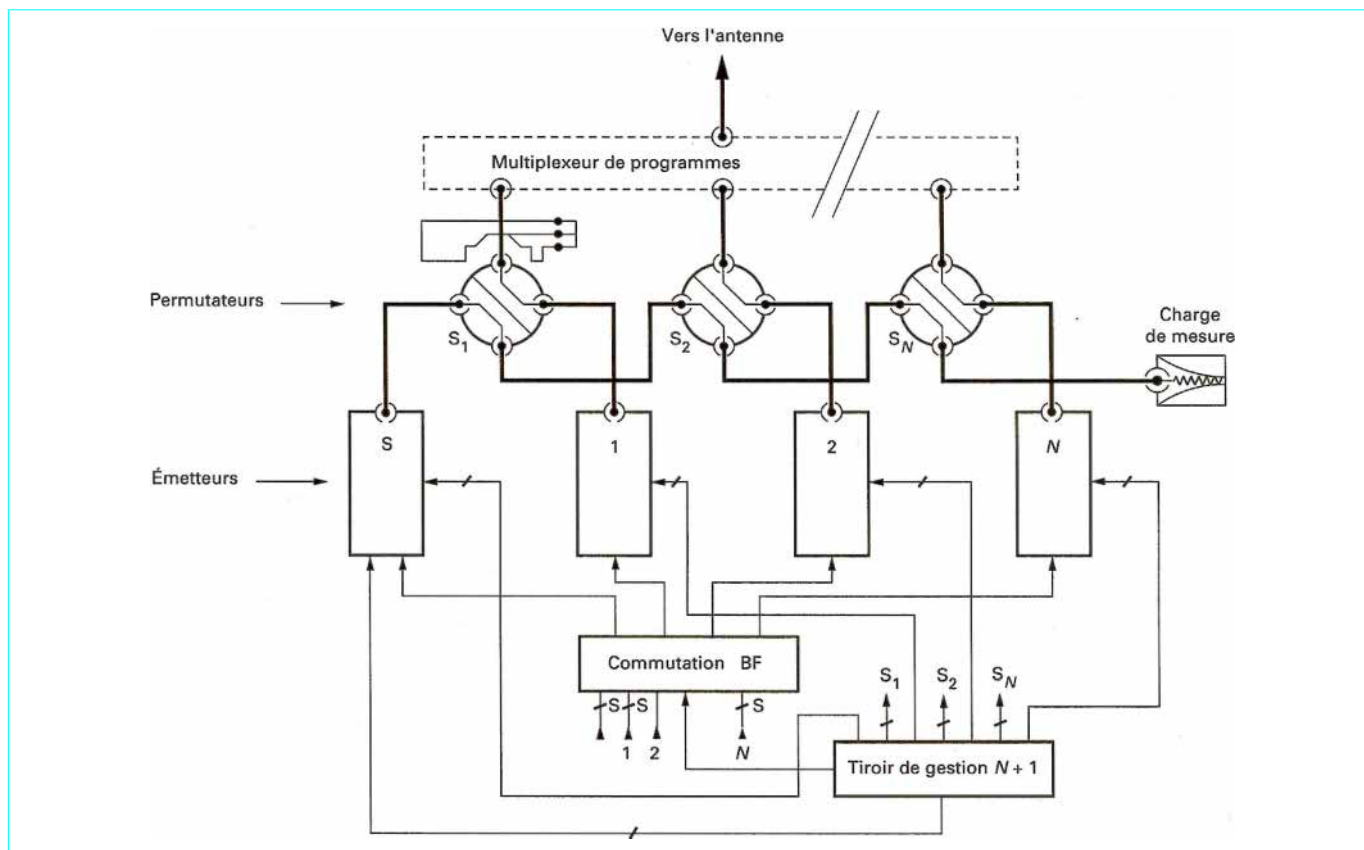 Vers l'antenne
Multiplexeur de programmes
Permutateurs
S1
S2
SN
Charge
de mesure
S
1
2
N
Émetteurs
Commutation BF
S1
S2
SN
S
S
S
1
2
N
Tiroir de gestion N + 1